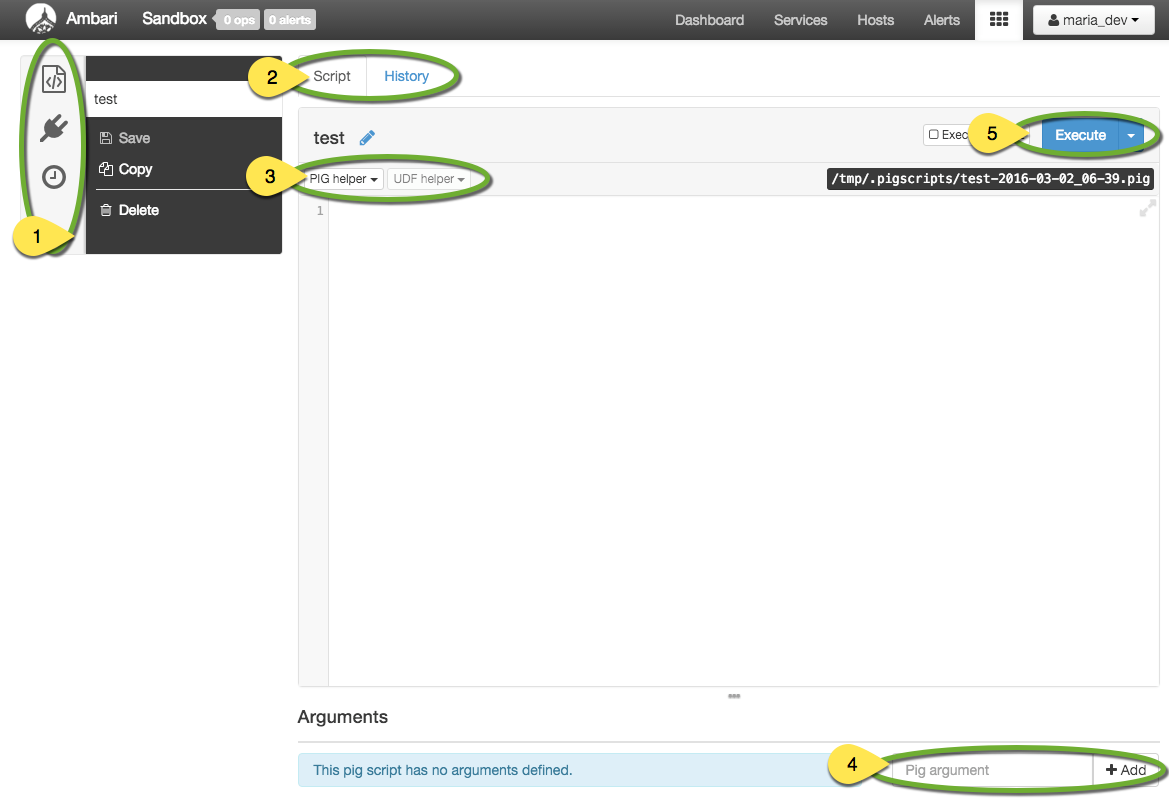 Ambari Sandbox 0 ops 0 alerts Dashboard Services Hosts Alerts maria_dev
2 Script History
test
test 5 Execute
Save
Copy
3 PIG helper UDF helper /tmp/.pigscripts/test-2016-03-02_06-39.pig
Delete
1
1
Arguments
This pig script has no arguments defined. 4 Pig argument Add